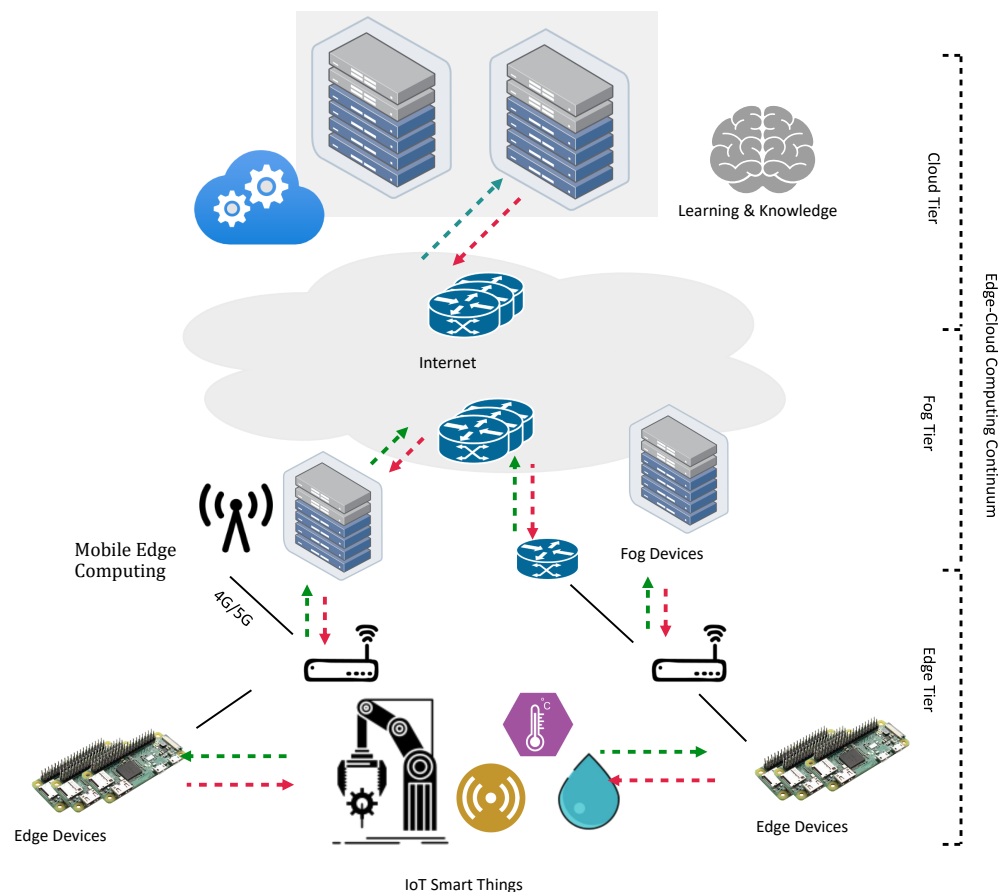 Learning & Knowledge
Cloud Tier
Internet
Edge-Cloud Computing Continuum
Fog Tier
Mobile Edge
Computing
Fog Devices
4G/5G
Edge Tier
°C
Edge Devices
Edge Devices
IoT Smart Things